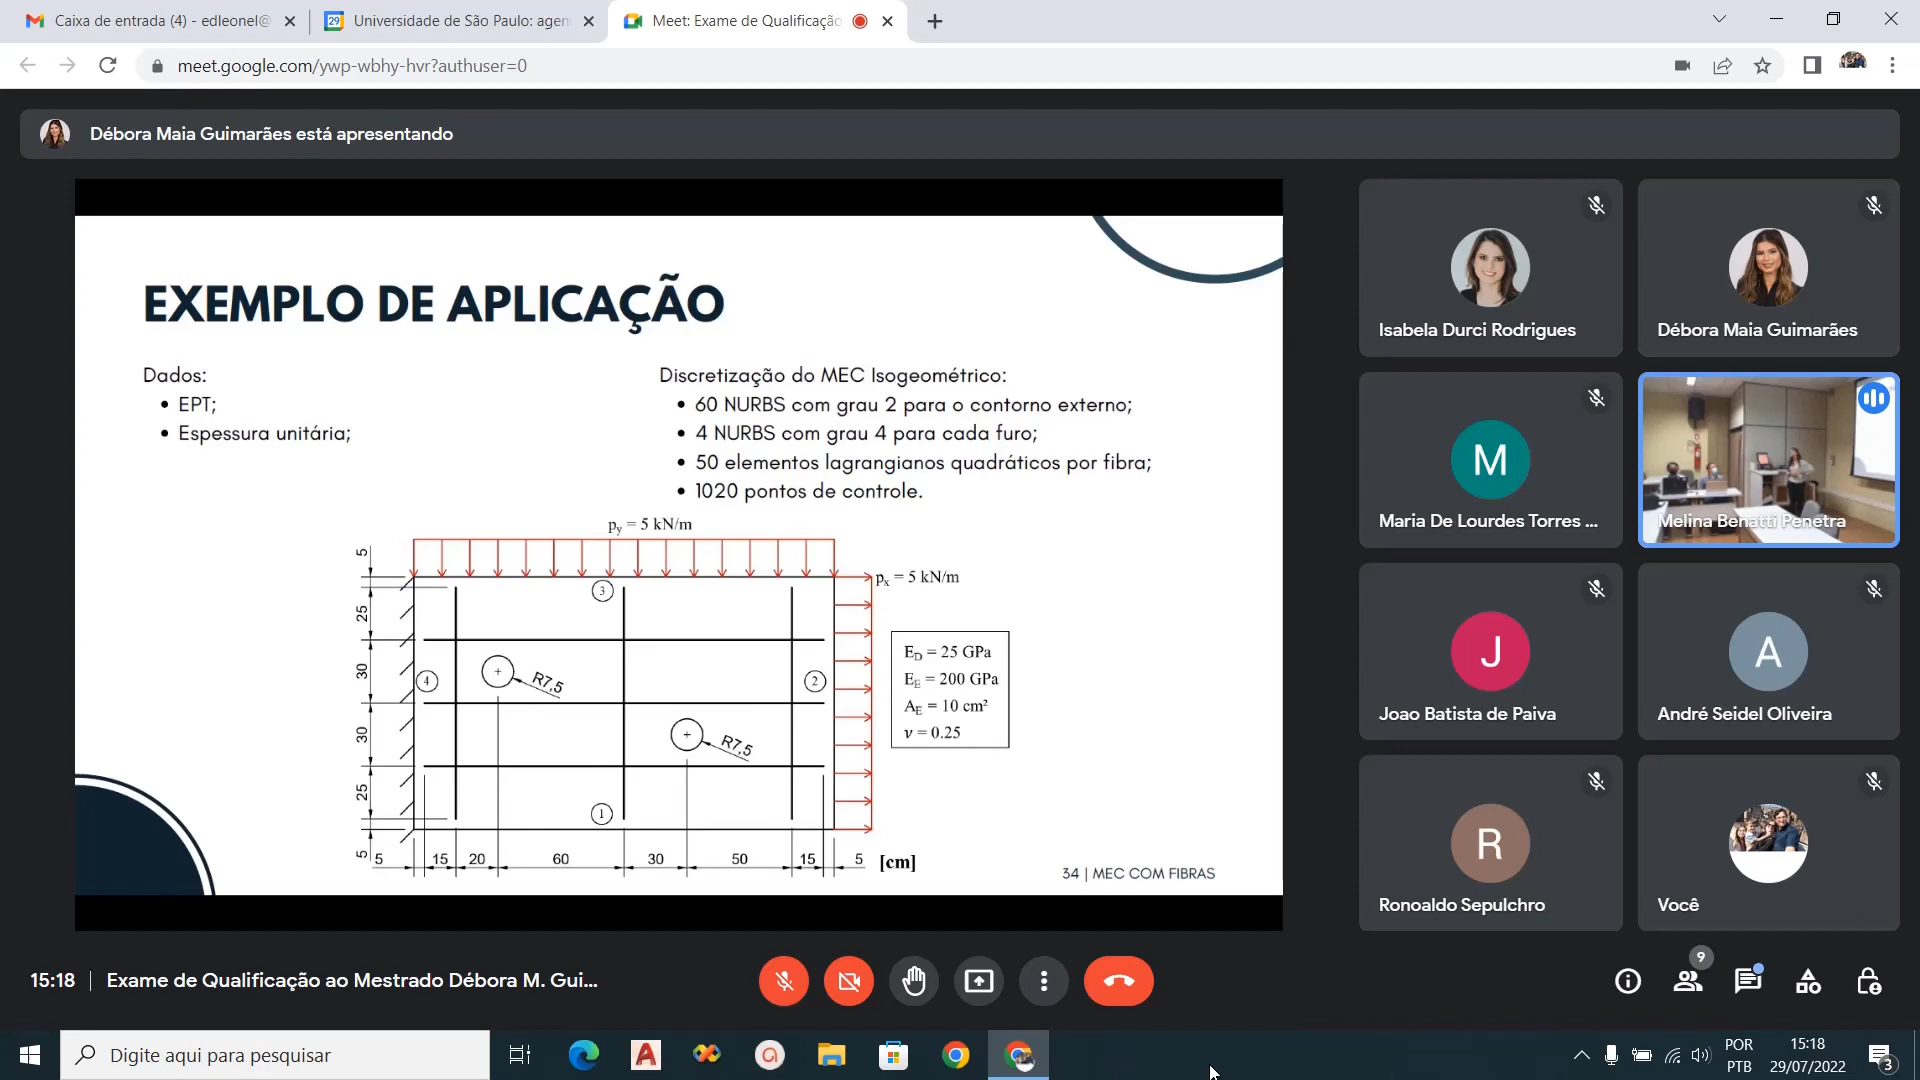 Caixa de entrada (4) - edleonel@
Universidade de São Paulo: agen
Meet: Exame de Qualificação
meet.google.com/ywp-wbhy-hvr?authuser=0
Débora Maia Guimarães está apresentando
EXEMPLO DE APLICAÇÃO
Dados:
• EPT;
• Espessura unitária;
Discretização do MEC Isogeométrico:
• 60 NURBS com grau 2 para o contorno externo;
• 4 NURBS com grau 4 para cada furo;
• 50 elementos lagrangianos quadráticos por fibra;
• 1020 pontos de controle.
py = 5 kN/m
px = 5 kN/m
5
25
30
30
25
5
3
4
2
1
R7,5
R7,5
ED = 25 GPa
EE = 200 GPa
AE = 10 cm²
ν = 0.25
5 15 20 60 30 50 15 5 [cm]
34 | MEC COM FIBRAS
Isabela Durci Rodrigues
Débora Maia Guimarães
M
Maria De Lourdes Torres ...
Melina Benatti Penetra
J
Joao Batista de Paiva
A
André Seidel Oliveira
R
Ronoaldo Sepulchro
Você
15:18 | Exame de Qualificação ao Mestrado Débora M. Gui...
9
Digite aqui para pesquisar
POR
PTB
15:18
29/07/2022
3